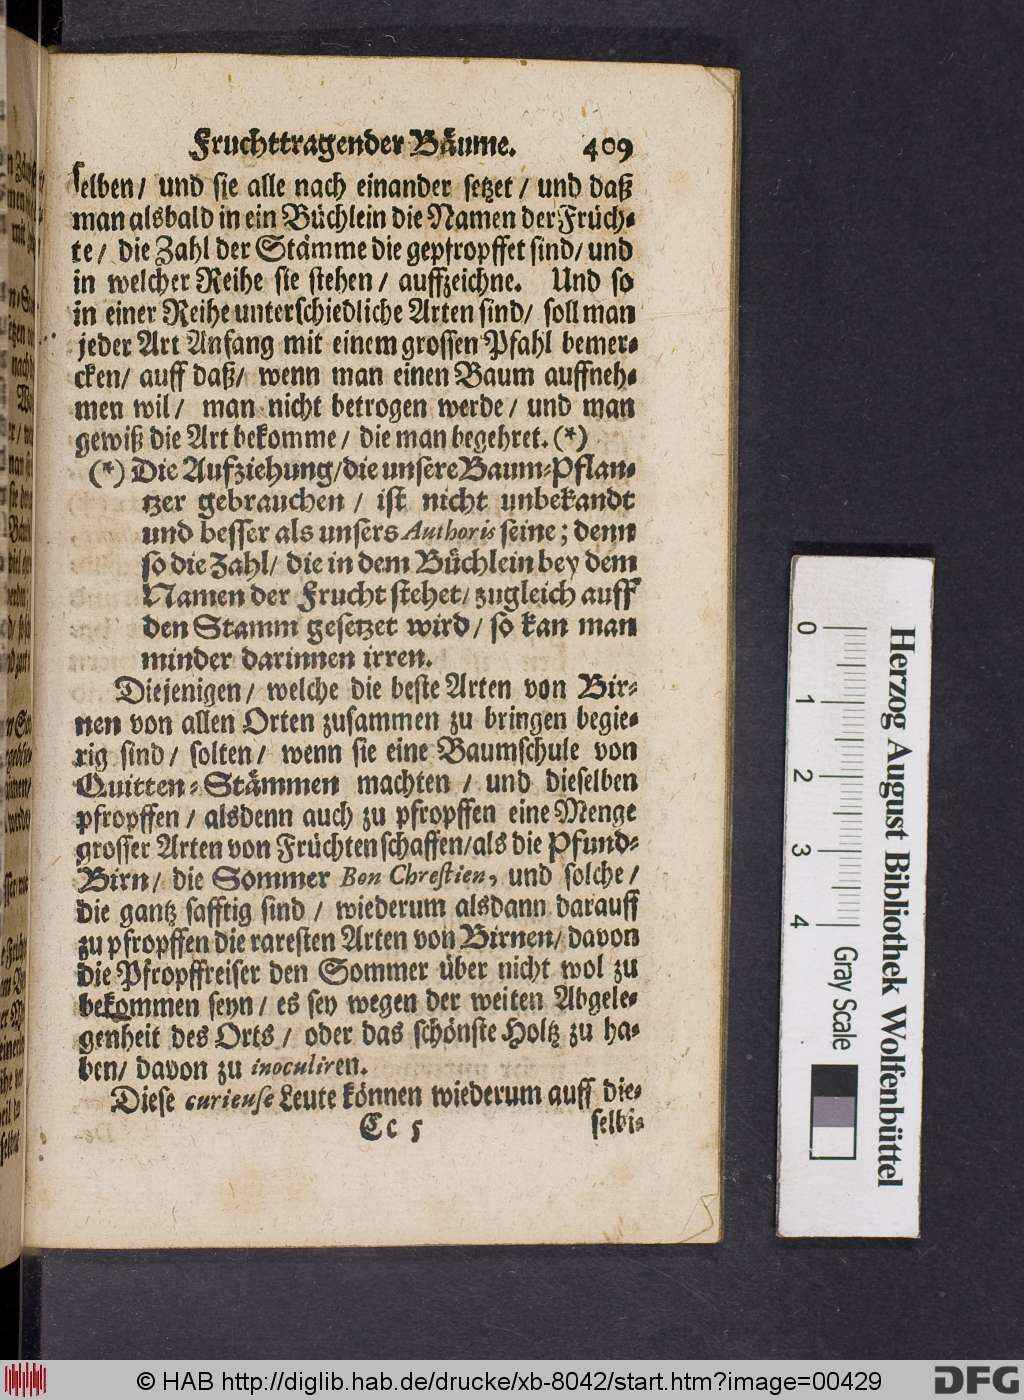 Fruchttragender Bäume. 409
selben/ und sie alle nach einander setzet / und daß
man alsbald in ein Büchlein die Namen der Früch-
te/ die Zahl der Stämme die gepfropffet sind/ und
in welcher Reihe sie stehen/ auffzeichne. Und so
in einer Reihe unterschiedliche Arten sind/ soll man
jeder Art Anfang mit einem grossen Pfahl bemer-
cken/ auff daß/ wenn man einen Baum auffneh-
men wil/ man nicht betrogen werde/ und man
gewiß die Art bekomme/ die man begehret. (*)
(*) Die Aufziehung/die unsere Baum-Pflan-
tzer gebrauchen/ ist nicht unbekandt
und besser als unsers Authoris seine; denn
so die Zahl/ die in dem Büchlein bey dem
Namen der Frucht stehet/ zugleich auff
den Stamm gesetzet wird/ so kan man
minder darinnen irren.
Diejenigen/ welche die beste Arten von Bir-
nen von allen Orten zusammen zu bringen begie-
rig sind/ solten/ wenn sie eine Baumschule von
Quitten-Stämmen machten / und dieselben
pfropffen/ alsdenn auch zu pfropffen eine Menge
grosser Arten von Früchten schaffen/als die Pfund-
Birn/ die Sommer Bon Chrestien, und solche/
die gantz safftig sind / wiederum alsdann darauff
zu pfropffen die raresten Arten von Birnen/ davon
die Pfropffreiser den Sommer über nicht wol zu
bekommen seyn/ es sey wegen der weiten Abgele-
genheit des Orts / oder das schönste Holtz zu ha-
ben/ davon zu inoculiren.
Diese curieuse Leute können wiederum auff die-
Cc 5 selbi-
Herzog August Bibliothek Wolfenbüttel
0 1 2 3 4 Gray Scale
© HAB http://diglib.hab.de/drucke/xb-8042/start.htm?image=00429
DFG